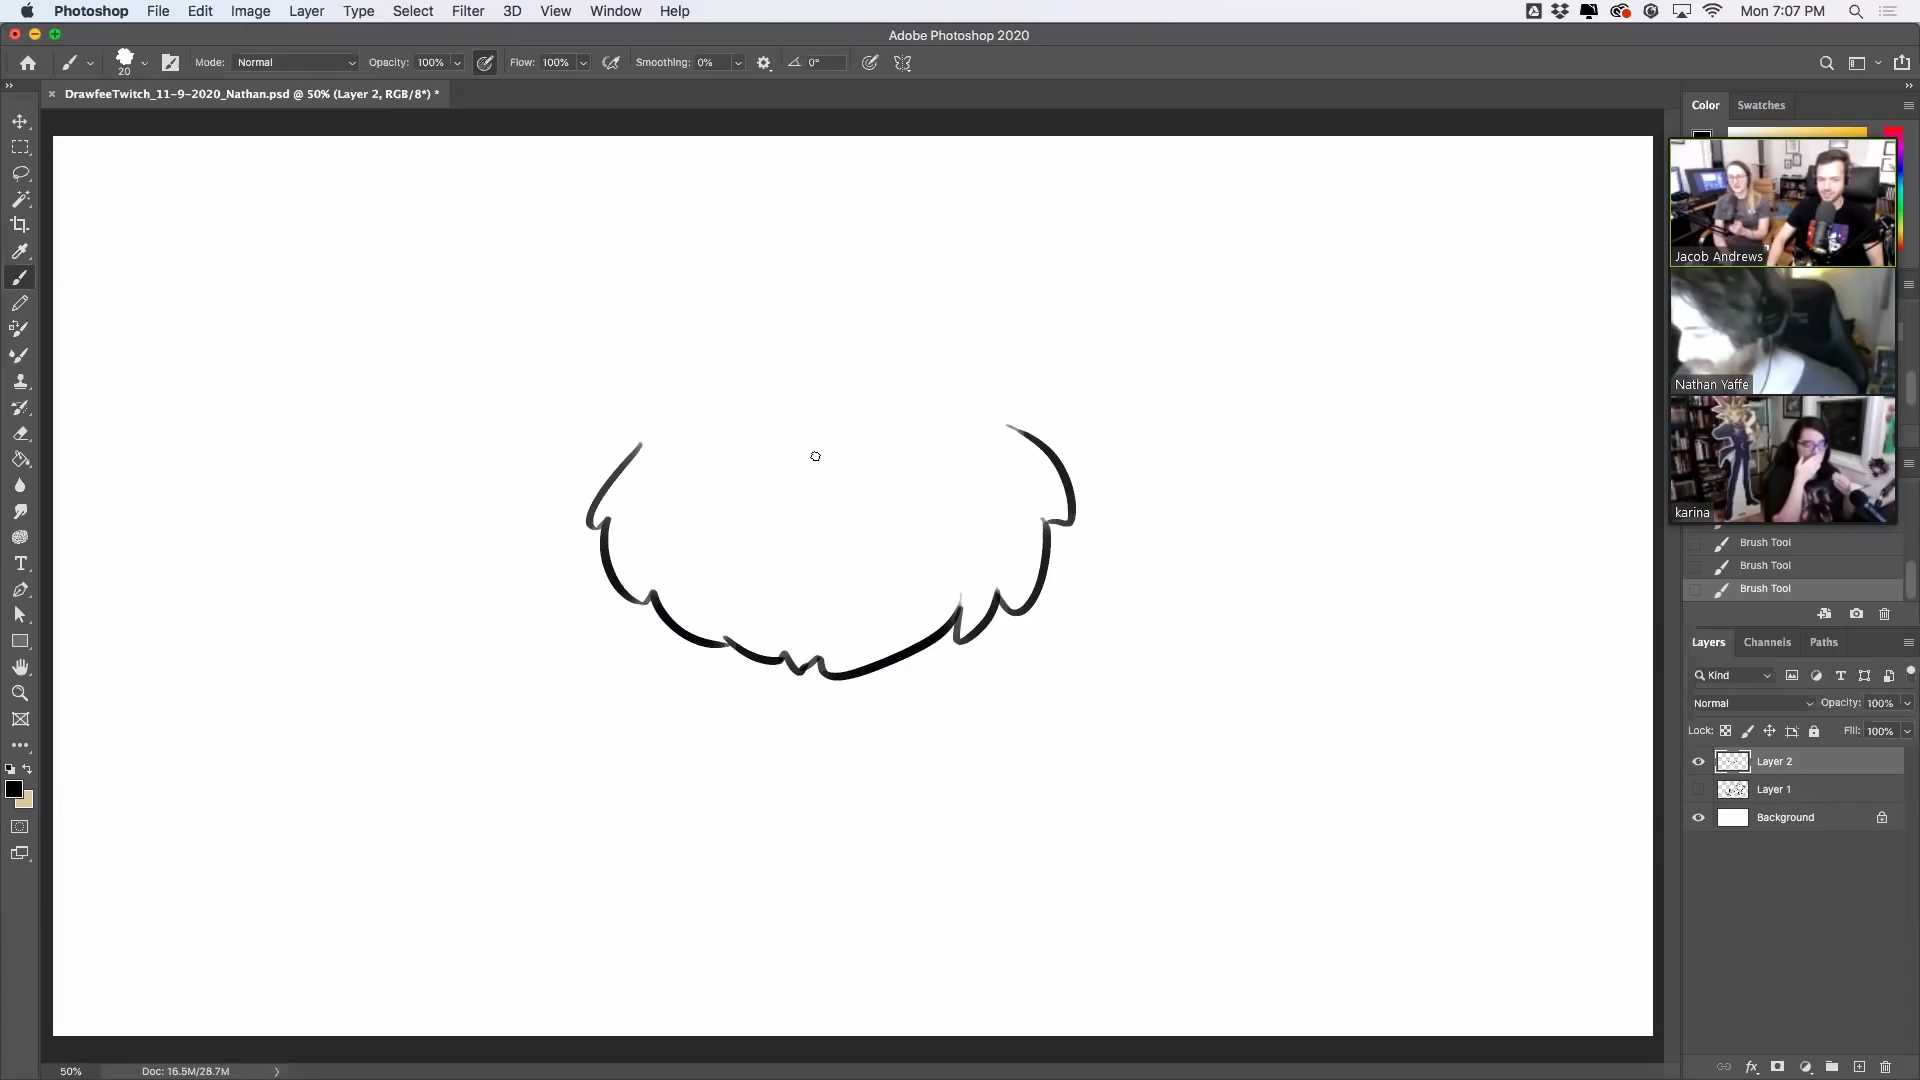 Photoshop File Edit Image Layer Type Select Filter 3D View Window Help Mon 7:07 PM
Adobe Photoshop 2020
20 Mode: Normal Opacity: 100% Flow: 100% Smoothing: 0% 0°
DrawfeeTwitch_11-9-2020_Nathan.psd @ 50% (Layer 2, RGB/8*) *
Color Swatches
Jacob Andrews
Nathan Yaffe
karina
Brush Tool
Brush Tool
Brush Tool
Layers Channels Paths
Kind
Normal Opacity: 100%
Lock: Fill: 100%
Layer 2
Layer 1
Background
50% Doc: 16.5M/28.7M
fx